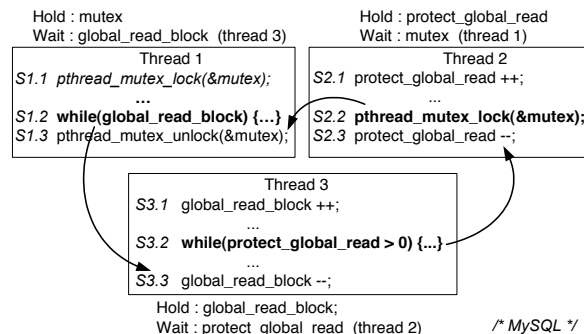 Hold : mutex
Wait : global_read_block (thread 3)
Thread 1
S1.1 pthread_mutex_lock(&mutex);
...
S1.2 while(global_read_block) {...}
S1.3 pthread_mutex_unlock(&mutex);
Hold : protect_global_read
Wait : mutex (thread 1)
Thread 2
S2.1 protect_global_read ++;
...
S2.2 pthread_mutex_lock(&mutex);
S2.3 protect_global_read --;
Thread 3
S3.1 global_read_block ++;
...
S3.2 while(protect_global_read > 0) {...}
...
S3.3 global_read_block --;
Hold : global_read_block;
Wait : protect_global_read (thread 2)
/* MySQL */